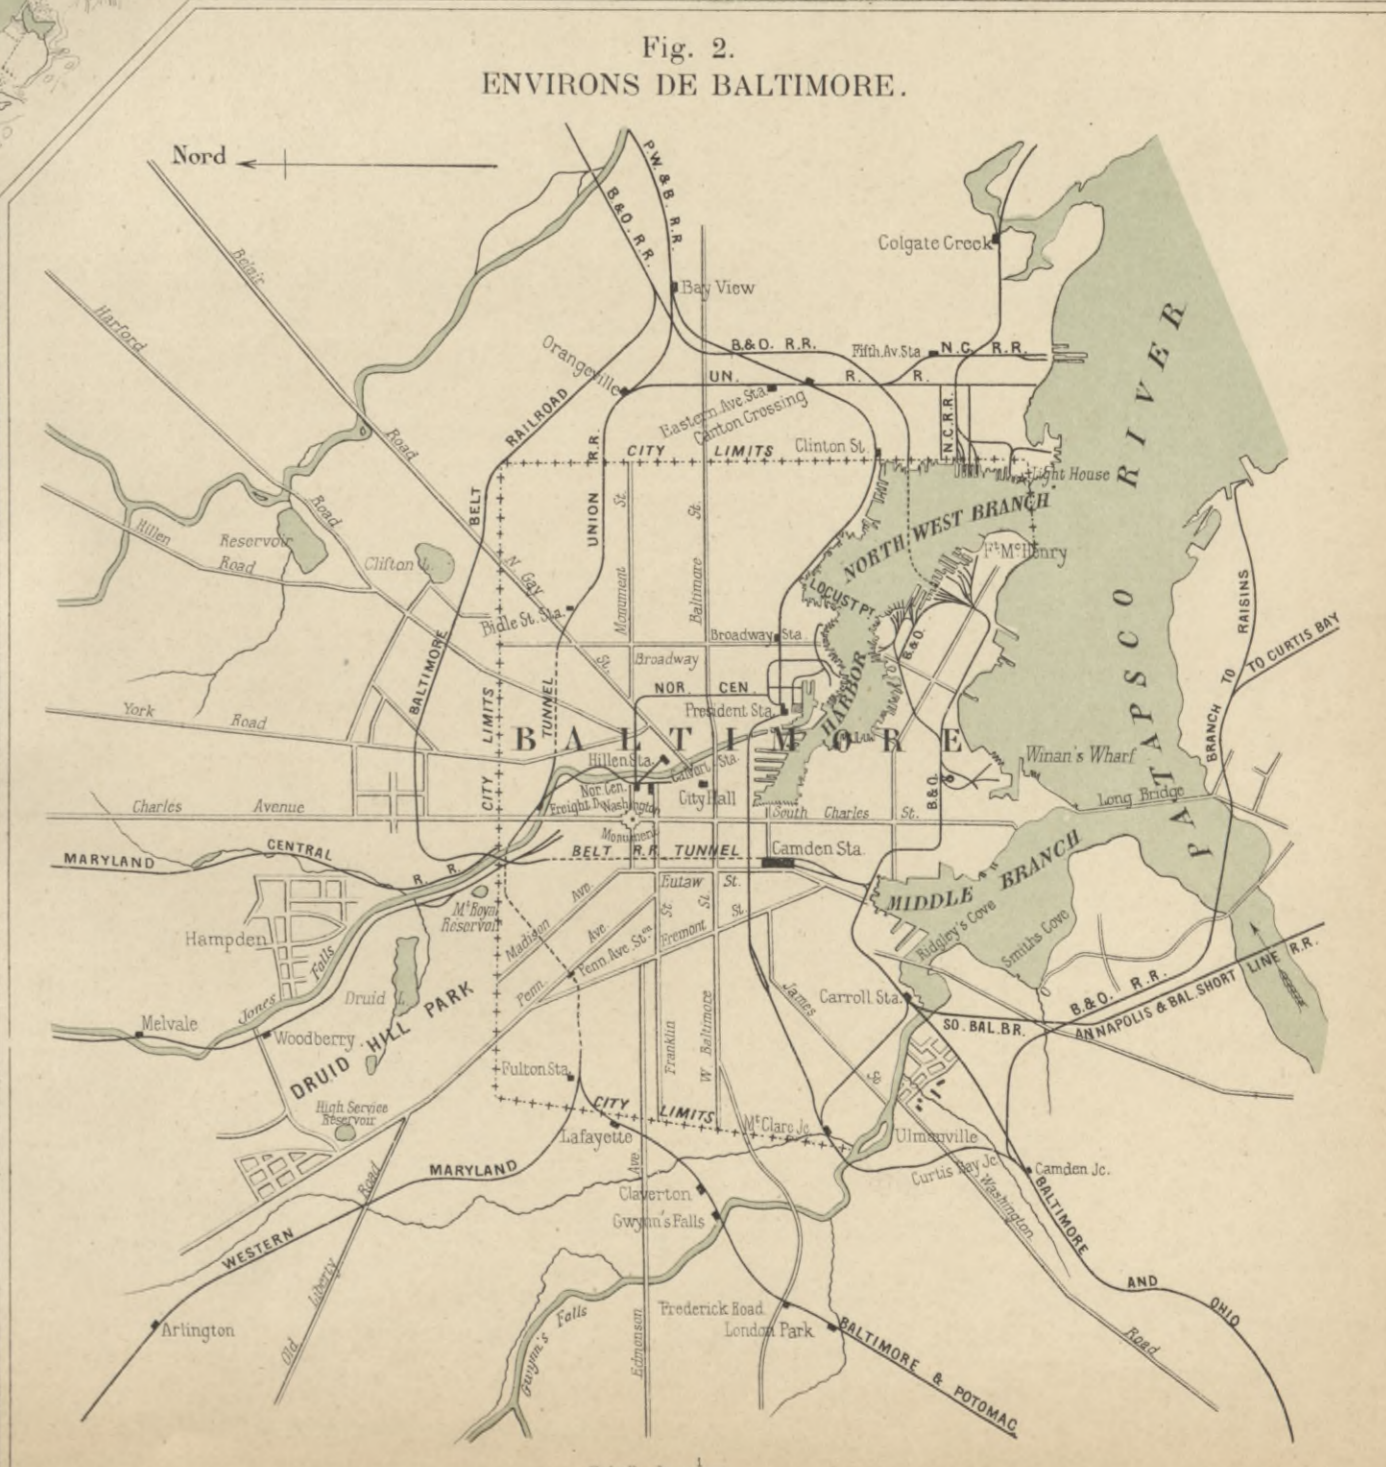 Fig. 2.
ENVIRONS DE BALTIMORE.
Nord
P.W. & B. R.R.
B.&O. R.R.
Belair
Road
Harford
Road
Colgate Creek
Bay View
Orangeville
B.&O. R.R.
Fifth. Av. Sta.
N.C. R.R.
UN. R. R.
Eastern Ave. Sta.
Canton Crossing
N.C.R.R.
RAILROAD
CITY LIMITS
Clinton St.
Light House
UNION R.R.
BELT
St.
St.
NORTH WEST BRANCH
PATAPSCO RIVER
Hillen
Road
Reservoir
Clifton L.
Ft. McHenry
LOCUST PT.
N. Gay
St.
Bidle St. Sta.
Monument
Baltimore
Broadway Sta.
Broadway
BALTIMORE
B.&O.
HARBOR
BRANCH TO RAISINS
TO CURTIS BAY
CITY LIMITS
TUNNEL
NOR. CEN.
President Sta.
York Road
BALTIMORE
Hillen Sta.
Calvert. Sta.
Nor. Cen.
Freight D.
Washington
Monument
City Hall
Winan's Wharf
Long Bridge
Charles Avenue
South Charles St.
B.&O.
MARYLAND CENTRAL R. R.
BELT R.R. TUNNEL
Camden Sta.
MIDDLE BRANCH
Eutaw St.
Mt. Royal
Reservoir
Madison Ave.
St.
St.
Fremont St.
Ridgley's Cove
Smiths Cove
Hampden
Jones Falls
Penn. Ave
Penn Ave. Stn.
Druid L.
DRUID HILL PARK
Melvale
Woodberry
Franklin
W Baltimore
James
St.
Carroll Sta.
SO. BAL. BR.
B.&O. R.R.
ANNAPOLIS & BAL. SHORT LINE R.R.
Fulton Sta.
High Service
Reservoir
CITY LIMITS
Lafayette
Mt Clare Jc.
Ulmanville
Curtis Bay Jc.
Camden Jc.
WESTERN MARYLAND
Ave
Claverton
Gwynn's Falls
Washington
Road
BALTIMORE AND OHIO
Old Liberty Road
Arlington
Gwynn's Falls
Edmonson
Frederick Road
London Park
BALTIMORE & POTOMAC